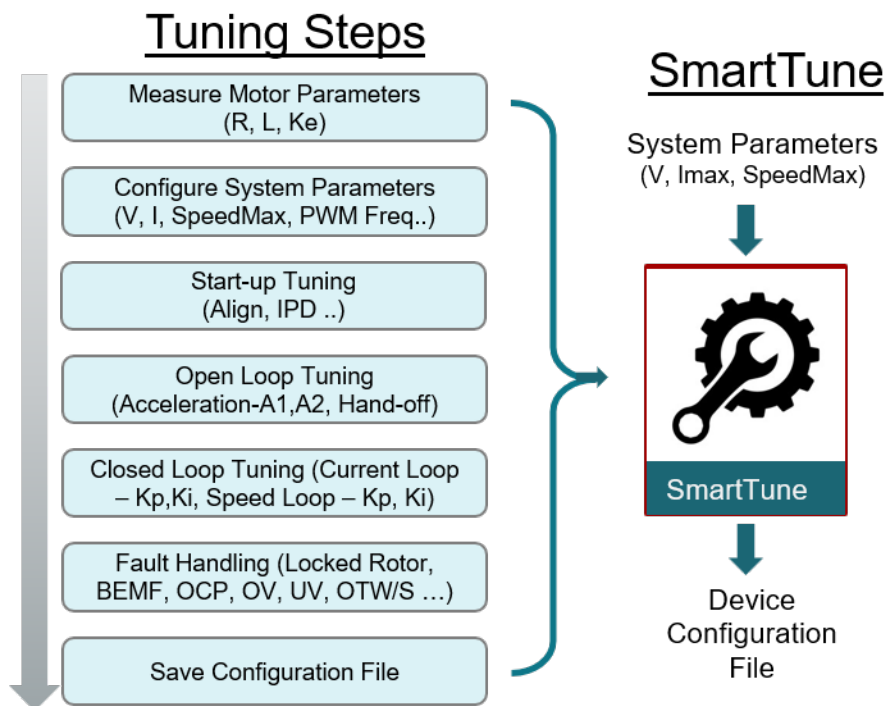 Tuning Steps
Measure Motor Parameters
(R, L, Ke)
Configure System Parameters
(V, I, SpeedMax, PWM Freq..)
Start-up Tuning
(Align, IPD ..)
Open Loop Tuning
(Acceleration-A1,A2, Hand-off)
Closed Loop Tuning (Current Loop
– Kp,Ki, Speed Loop – Kp, Ki)
Fault Handling (Locked Rotor,
BEMF, OCP, OV, UV, OTW/S …)
Save Configuration File
SmartTune
System Parameters
(V, Imax, SpeedMax)
SmartTune
Device
Configuration
File